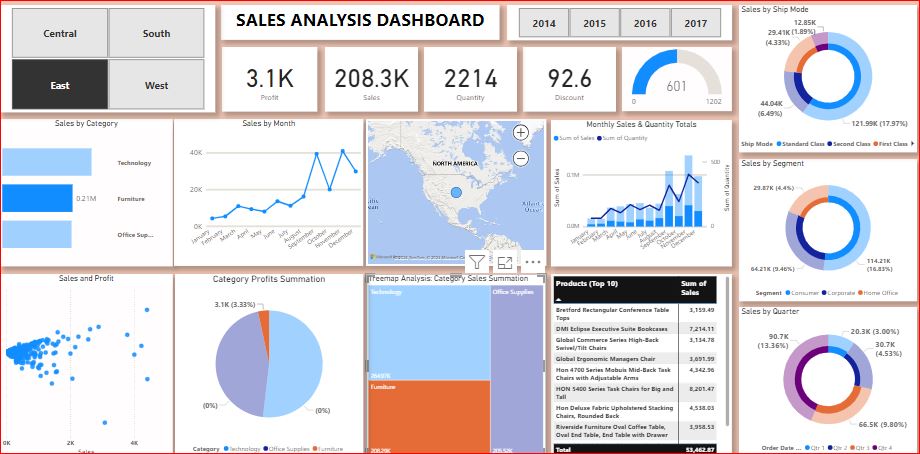 Central
South
East
West
SALES ANALYSIS DASHBOARD
2014
2015
2016
2017
3.1K
Profit
208.3K
Sales
2214
Quantity
92.6
Discount
601
0
1202
Sales by Ship Mode
12.85K
(1.89%)
29.41K
(4.33%)
44.04K
(6.49%)
121.99K (17.97%)
Ship Mode Standard Class Second Class First Class
Sales by Category
Technology
Furniture
0.21M
Office Sup...
Sales by Month
40K
20K
0K
January
February
March
April
May
June
July
August
September
October
November
December
NORTH AMERICA
Monthly Sales & Quantity Totals
Sum of Sales Sum of Quantity
Sum of Sales
0.1M
0.0M
500
0
Sum of Quantity
January
February
March
April
May
June
July
August
September
October
November
December
Sales by Segment
29.87K (4.4%)
64.21K (9.46%)
114.21K
(16.83%)
Segment Consumer Corporate Home Office
Sales and Profit
0K
2K
4K
Sales
Category Profits Summation
3.1K (3.33%)
(0%)
(0%)
Category Technology Office Supplies Furniture
Treemap Analysis: Category Sales Summation
Technology
Office Supplies
Furniture
Products (Top 10)
Sum of Sales
Bretford Rectangular Conference Table Tops
3,159.49
DMI Eclipse Executive Suite Bookcases
7,214.11
Global Commerce Series High-Back Swivel/Tilt Chairs
3,134.78
Global Ergonomic Managers Chair
3,691.99
Hon 4700 Series Mobuis Mid-Back Task Chairs with Adjustable Arms
4,342.96
HON 5400 Series Task Chairs for Big and Tall
8,201.47
Hon Deluxe Fabric Upholstered Stacking Chairs, Rounded Back
4,538.03
Riverside Furniture Oval Coffee Table, Oval End Table, End Table with Drawer
3,958.53
Total
53,462.87
Sales by Quarter
20.3K (3.00%)
30.7K
(4.53%)
66.5K (9.80%)
90.7K
(13.36%)
Order Date ... Qtr 1 Qtr 2 Qtr 3 Qtr 4